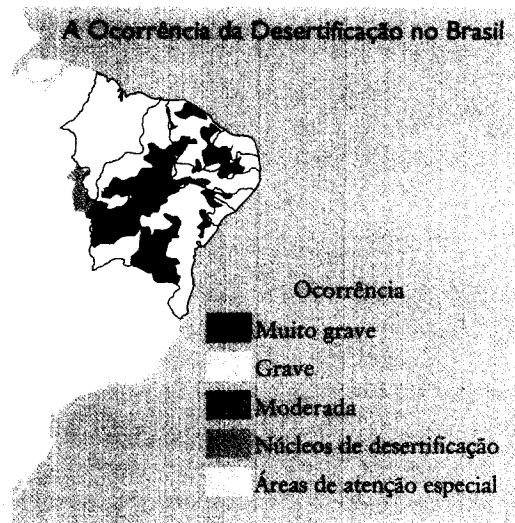 A Ocorrência da Desertificação no Brasil
Ocorrência
Muito grave
Grave
Moderada
Núcleos de desertificação
Áreas de atenção especial